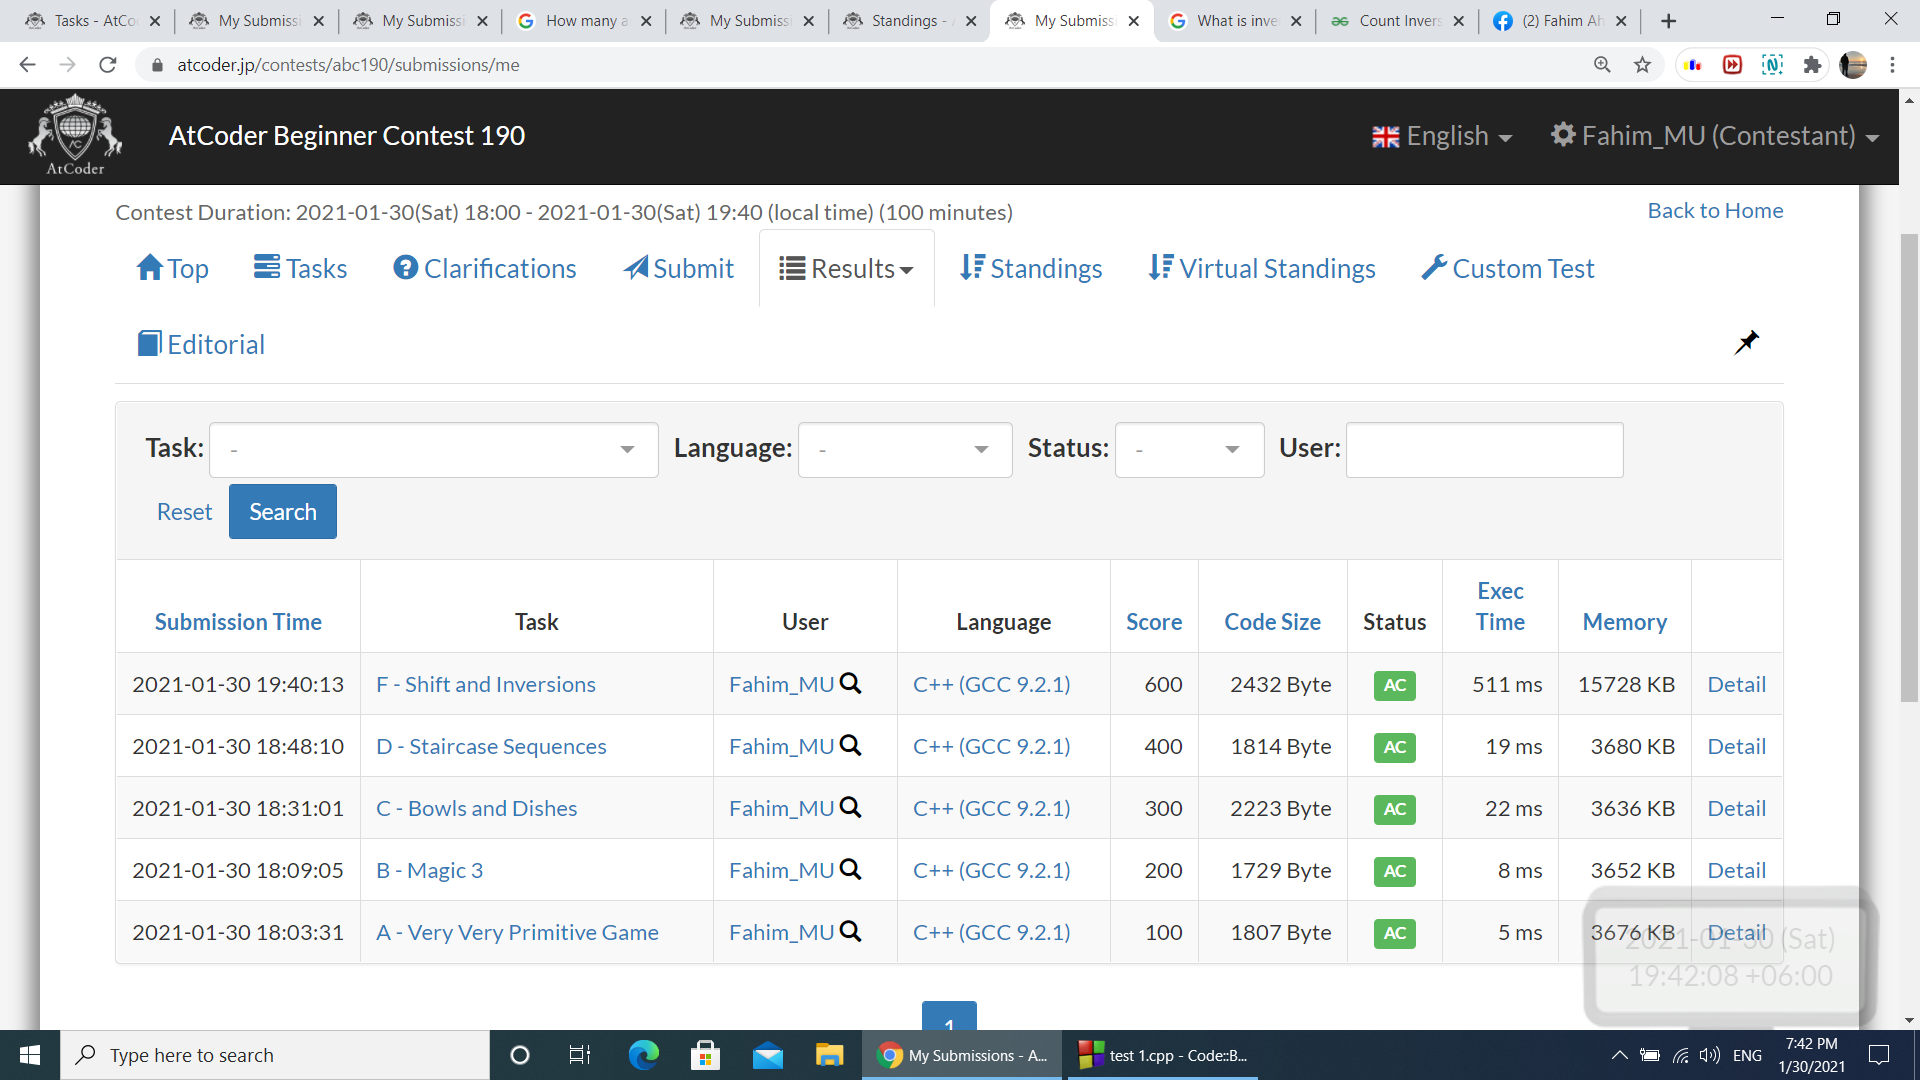 Tasks - AtCo
My Submissi
My Submissi
How many a
My Submissi
Standings - A
My Submissi
What is inve
Count Invers
(2) Fahim Ah
atcoder.jp/contests/abc190/submissions/me
AtCoder
AtCoder Beginner Contest 190
English
Fahim_MU (Contestant)
Contest Duration: 2021-01-30(Sat) 18:00 - 2021-01-30(Sat) 19:40 (local time) (100 minutes)
Back to Home
Top
Tasks
Clarifications
Submit
Results
Standings
Virtual Standings
Custom Test
Editorial
Task: -
Language: -
Status: -
User:
Reset
Search
Submission Time Task User Language Score Code Size Status Exec Time Memory
2021-01-30 19:40:13 F - Shift and Inversions Fahim_MU C++ (GCC 9.2.1) 600 2432 Byte AC 511 ms 15728 KB Detail
2021-01-30 18:48:10 D - Staircase Sequences Fahim_MU C++ (GCC 9.2.1) 400 1814 Byte AC 19 ms 3680 KB Detail
2021-01-30 18:31:01 C - Bowls and Dishes Fahim_MU C++ (GCC 9.2.1) 300 2223 Byte AC 22 ms 3636 KB Detail
2021-01-30 18:09:05 B - Magic 3 Fahim_MU C++ (GCC 9.2.1) 200 1729 Byte AC 8 ms 3652 KB Detail
2021-01-30 18:03:31 A - Very Very Primitive Game Fahim_MU C++ (GCC 9.2.1) 100 1807 Byte AC 5 ms 3676 KB Detail
2021-01-30 (Sat)
19:42:08 +06:00
1
Type here to search
My Submissions - A...
test 1.cpp - Code::B...
ENG
7:42 PM
1/30/2021